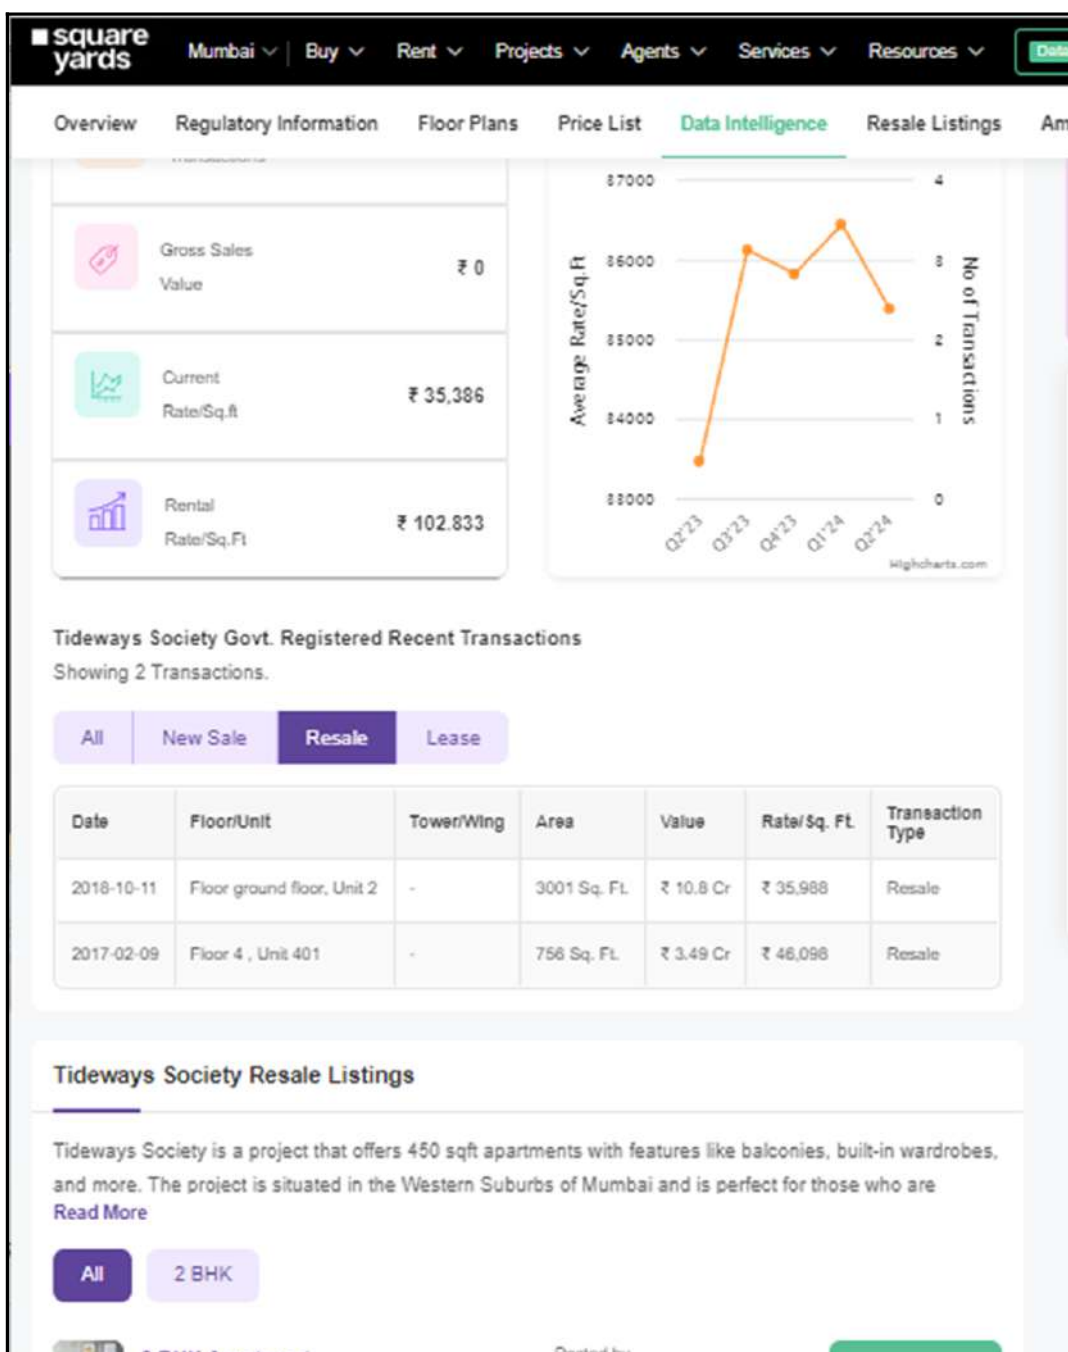 square yards
Mumbai Buy Rent Projects Agents Services Resources Data
Overview Regulatory Information Floor Plans Price List Data Intelligence Resale Listings Am
Transactions
Gross Sales
Value
₹ 0
Current
Rate/Sq.ft
₹ 35,386
Rental
Rate/Sq.Ft
₹ 102.833
Average Rate/Sq.Ft
37000
36000
35000
34000
33000
4
3
2
1
0
No of Transactions
Q2'23 Q3'23 Q4'23 Q1'24 Q2'24
Highcharts.com
Tideways Society Govt. Registered Recent Transactions
Showing 2 Transactions.
All New Sale Resale Lease
Date Floor/Unit Tower/Wing Area Value Rate/Sq. Ft. Transaction Type
2018-10-11 Floor ground floor, Unit 2 - 3001 Sq. Ft. ₹ 10.8 Cr ₹ 35,988 Resale
2017-02-09 Floor 4 , Unit 401 - 756 Sq. Ft. ₹ 3.49 Cr ₹ 46,098 Resale
Tideways Society Resale Listings
Tideways Society is a project that offers 450 sqft apartments with features like balconies, built-in wardrobes,
and more. The project is situated in the Western Suburbs of Mumbai and is perfect for those who are
Read More
All 2 BHK
Posted by